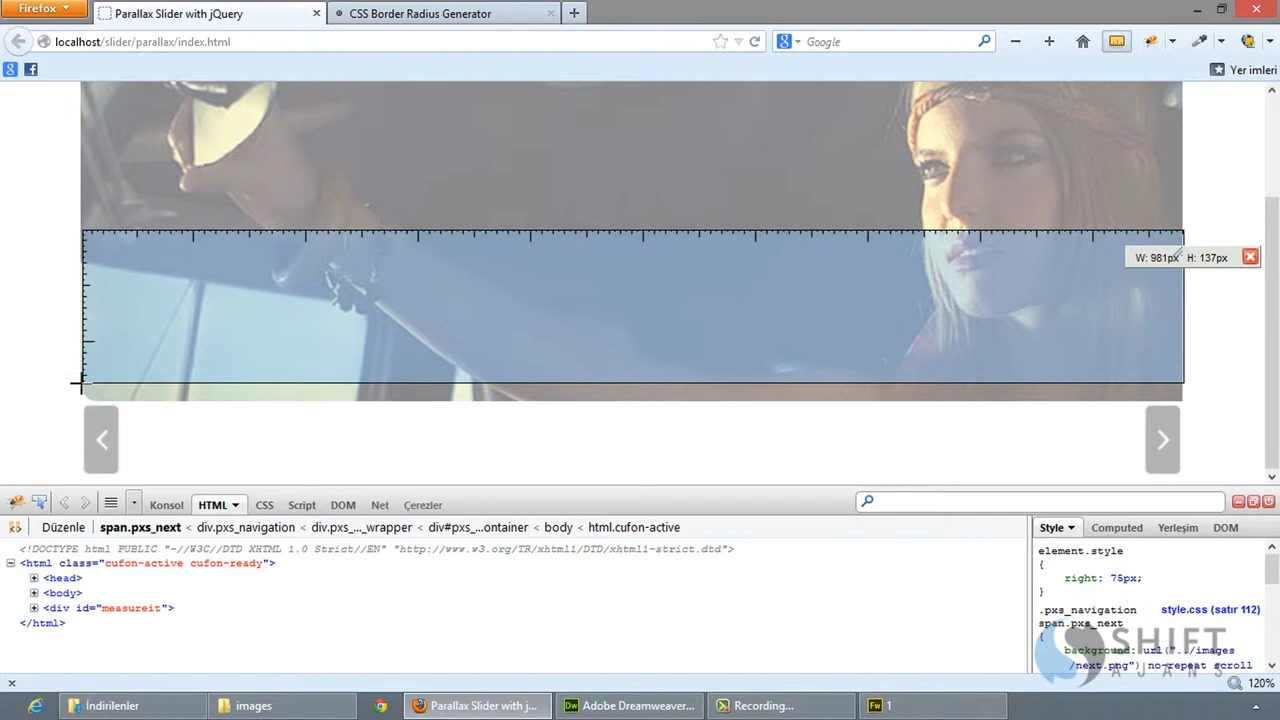 Firefox
Parallax Slider with jQuery
CSS Border Radius Generator
localhost/slider/parallax/index.html
Google
Yer imleri
W: 981px H: 137px
Konsol HTML CSS Script DOM Net Çerezler
Düzenle span.pxs_next < div.pxs_navigation < div.pxs_..._wrapper < div#pxs_...ontainer < body < html.cufon-active
Style Computed Yerleşim DOM
<!DOCTYPE html PUBLIC "-//W3C//DTD XHTML 1.0 Strict//EN" "http://www.w3.org/TR/xhtml1/DTD/xhtml1-strict.dtd">
<html class="cufon-active cufon-ready">
<head>
<body>
<div id="measureit">
</html>
element.style
{
right: 75px;
}
.pxs_navigation style.css (satır 112)
span.pxs_next
{
background: url("../images
/next.png") no-repeat scroll
SHIFT
AJANS
120%
İndirilenler
images
Parallax Slider with j...
Adobe Dreamweaver...
Recording...
1